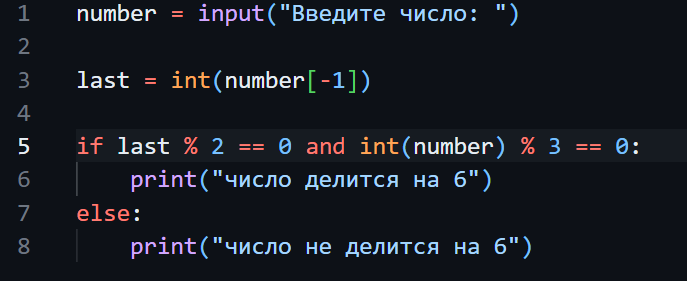 1 number = input("Введите число: ")
2
3 last = int(number[-1])
4
5 if last % 2 == 0 and int(number) % 3 == 0:
6     print("число делится на 6")
7 else:
8     print("число не делится на 6")